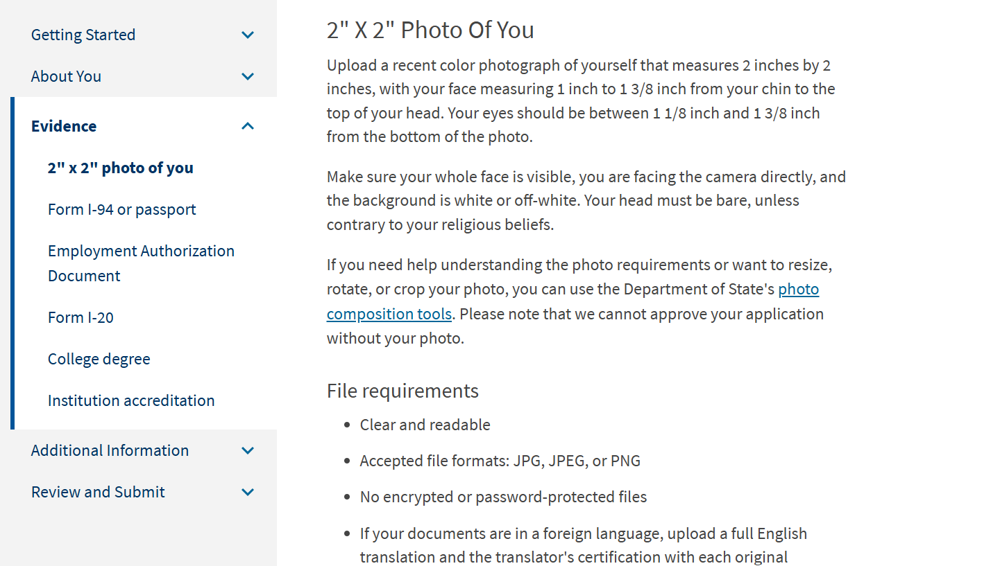 Getting Started
About You
Evidence
2" x 2" photo of you
Form I-94 or passport
Employment Authorization
Document
Form I-20
College degree
Institution accreditation
Additional Information
Review and Submit
2" X 2" Photo Of You
Upload a recent color photograph of yourself that measures 2 inches by 2
inches, with your face measuring 1 inch to 1 3/8 inch from your chin to the
top of your head. Your eyes should be between 1 1/8 inch and 1 3/8 inch
from the bottom of the photo.
Make sure your whole face is visible, you are facing the camera directly, and
the background is white or off-white. Your head must be bare, unless
contrary to your religious beliefs.
If you need help understanding the photo requirements or want to resize,
rotate, or crop your photo, you can use the Department of State's photo
composition tools. Please note that we cannot approve your application
without your photo.
File requirements
• Clear and readable
• Accepted file formats: JPG, JPEG, or PNG
• No encrypted or password-protected files
• If your documents are in a foreign language, upload a full English
translation and the translator's certification with each original